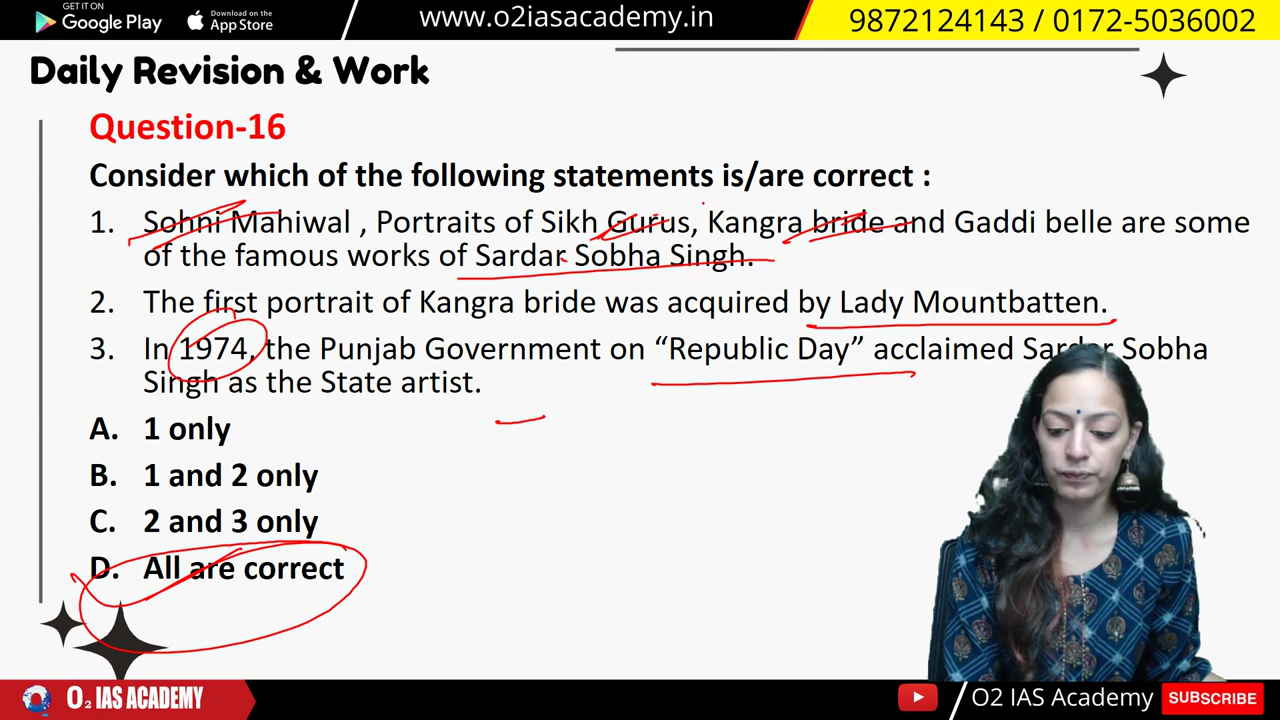 GET IT ON
Google Play
Download on the
App Store
www.o2iasacademy.in
9872124143 / 0172-5036002
Daily Revision & Work
Question-16
Consider which of the following statements is/are correct :
1. Sohni Mahiwal , Portraits of Sikh Gurus, Kangra bride and Gaddi belle are some
of the famous works of Sardar Sobha Singh.
2. The first portrait of Kangra bride was acquired by Lady Mountbatten.
3. In 1974, the Punjab Government on “Republic Day” acclaimed Sardar Sobha
Singh as the State artist.
A. 1 only
B. 1 and 2 only
C. 2 and 3 only
D. All are correct
O2 IAS ACADEMY
O2 IAS Academy
SUBSCRIBE